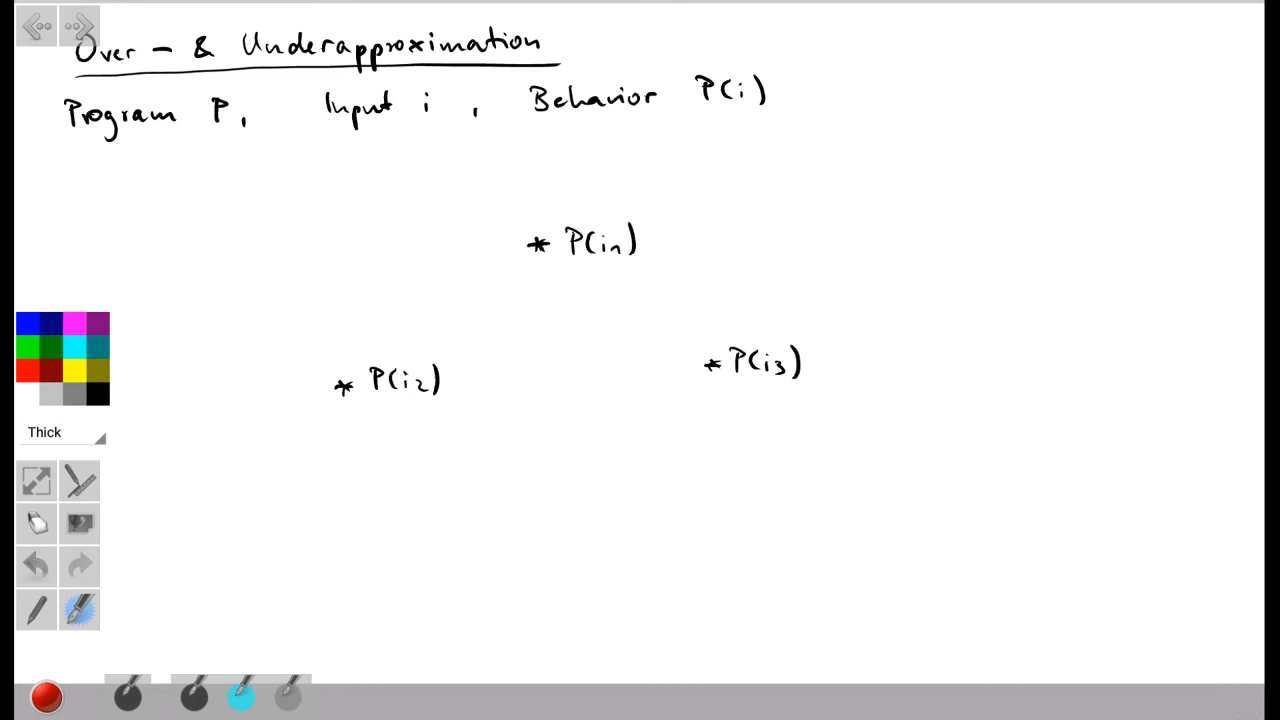 Over - & Underapproximation
Program P, Input i, Behavior P(i)
* P(i1)
* P(i2)
* P(i3)
Thick